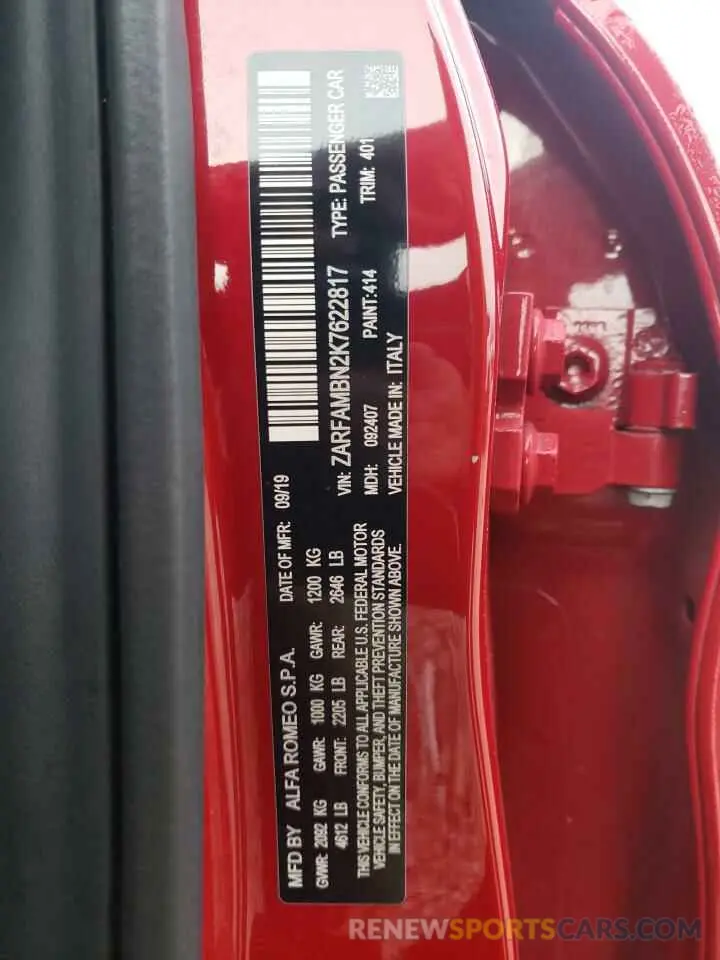 MFD BY ALFA ROMEO S.P.A. DATE OF MFR: 09/19
GVWR: 2092 KG GAWR: 1000 KG GAWR: 1200 KG
4612 LB FRONT: 2205 LB REAR: 2646 LB
THIS VEHICLE CONFORMS TO ALL APPLICABLE U.S. FEDERAL MOTOR
VEHICLE SAFETY, BUMPER, AND THEFT PREVENTION STANDARDS
IN EFFECT ON THE DATE OF MANUFACTURE SHOWN ABOVE.
VIN: ZARFAMBN2K7622817 TYPE: PASSENGER CAR
MDH: 092407 PAINT:414 TRIM: 401
VEHICLE MADE IN: ITALY
RENEWSPORTSCARS.COM